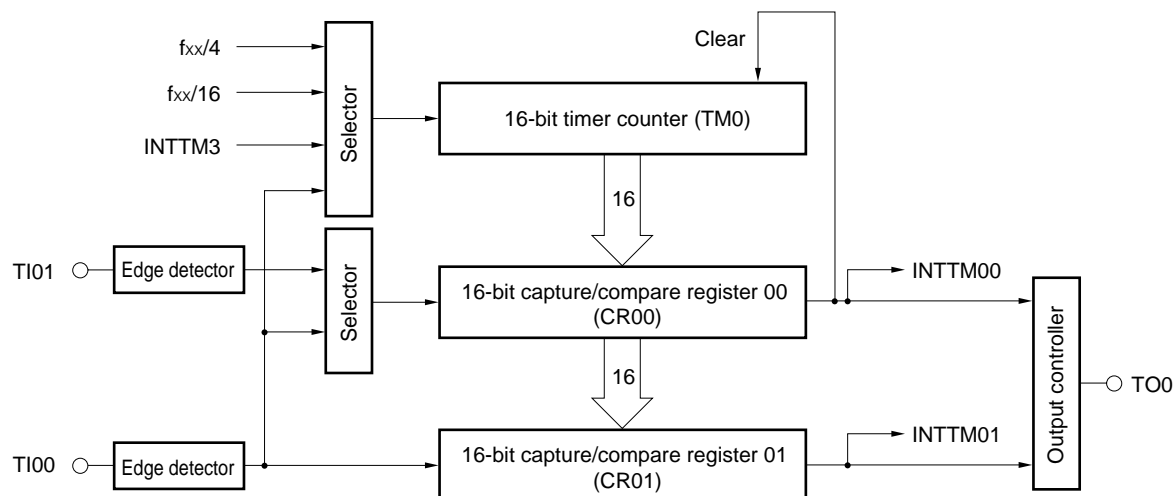 fxx/4
fxx/16
INTTM3
Selector
Clear
16-bit timer counter (TM0)
16
TI01
Edge detector
Selector
16-bit capture/compare register 00
(CR00)
INTTM00
16
Output controller
TO0
TI00
Edge detector
16-bit capture/compare register 01
(CR01)
INTTM01